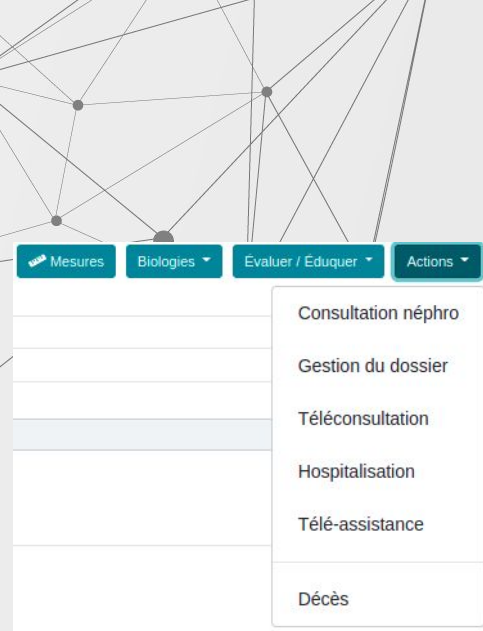 Mesures
Biologies
Évaluer / Éduquer
Actions
Consultation néphro
Gestion du dossier
Téléconsultation
Hospitalisation
Télé-assistance
Décès